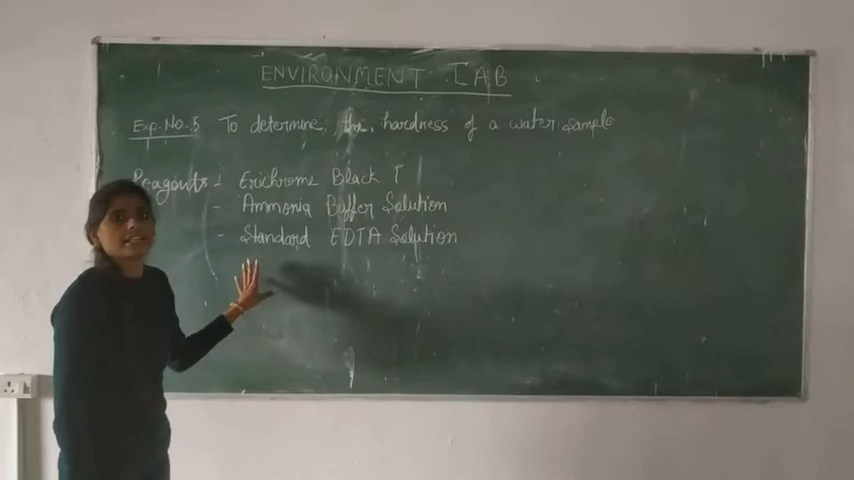 ENVIRONMENT LAB
Exp. No. 5 To determine the hardness of a water sample
Reagents - Erichrome Black T
- Ammonia Buffer Solution
- Standard EDTA Solution